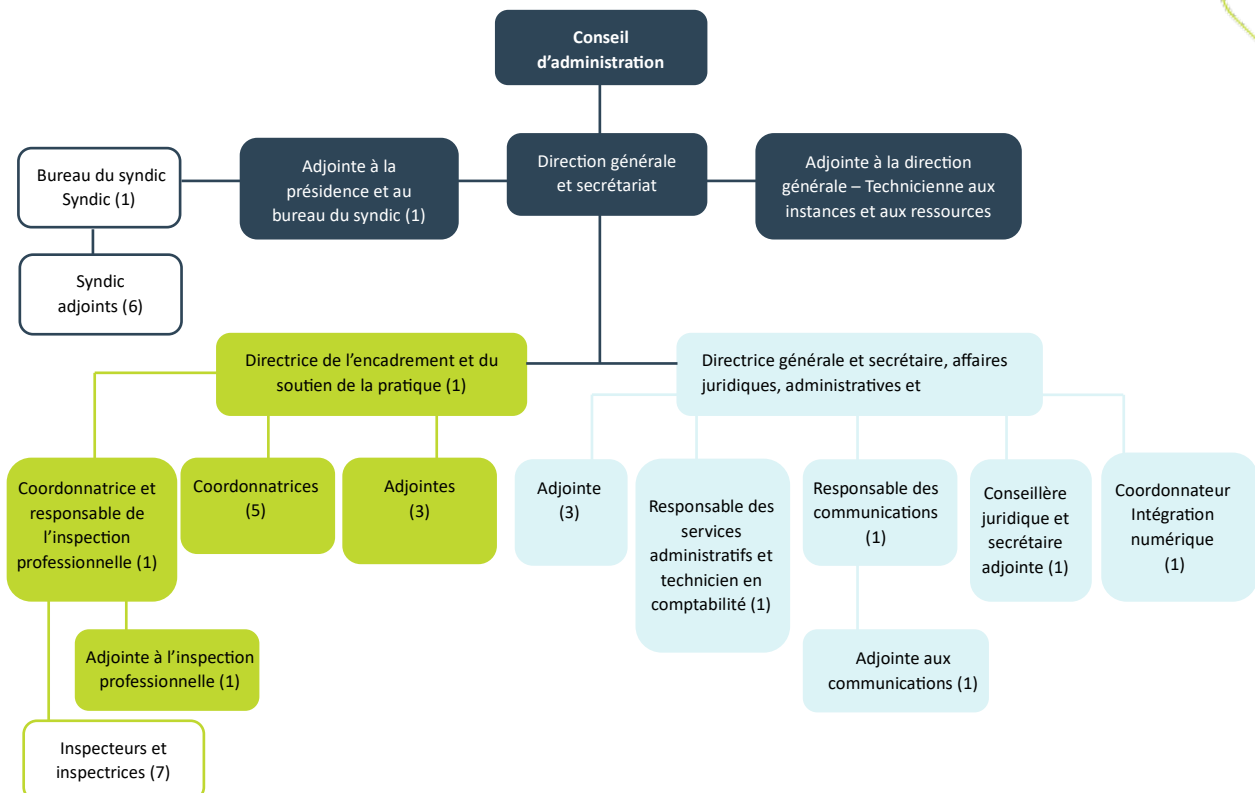 Conseil
d’administration
Bureau du syndic
Syndic (1)
Adjointe à la
présidence et au
bureau du syndic (1)
Direction générale
et secrétariat
Adjointe à la direction
générale – Technicienne aux
instances et aux ressources
Syndic
adjoints (6)
Directrice de l’encadrement et du
soutien de la pratique (1)
Directrice générale et secrétaire, affaires
juridiques, administratives et
Coordonnatrice et
responsable de
l’inspection
professionnelle (1)
Coordonnatrices
(5)
Adjointes
(3)
Adjointe
(3)
Responsable des
services
administratifs et
technicien en
comptabilité (1)
Responsable des
communications
(1)
Conseillère
juridique et
secrétaire
adjointe (1)
Coordonnateur
Intégration
numérique
(1)
Adjointe à l’inspection
professionnelle (1)
Adjointe aux
communications (1)
Inspecteurs et
inspectrices (7)